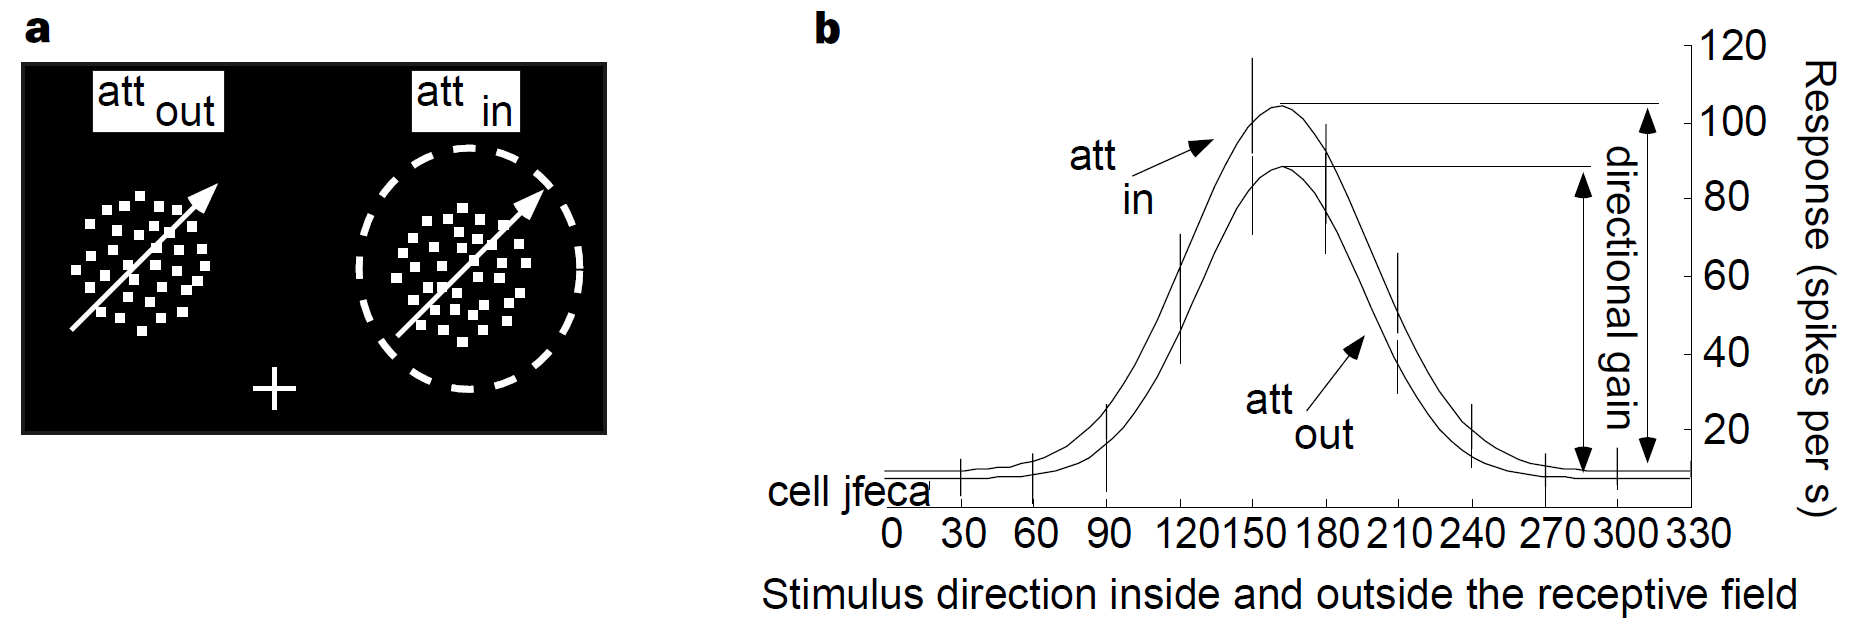 a
att out
att in
b
att in
att out
cell jfeca
0 30 60 90 120 150 180 210 240 270 300 330
Stimulus direction inside and outside the receptive field
120
100
80
60
40
20
directional gain
Response (spikes per s)